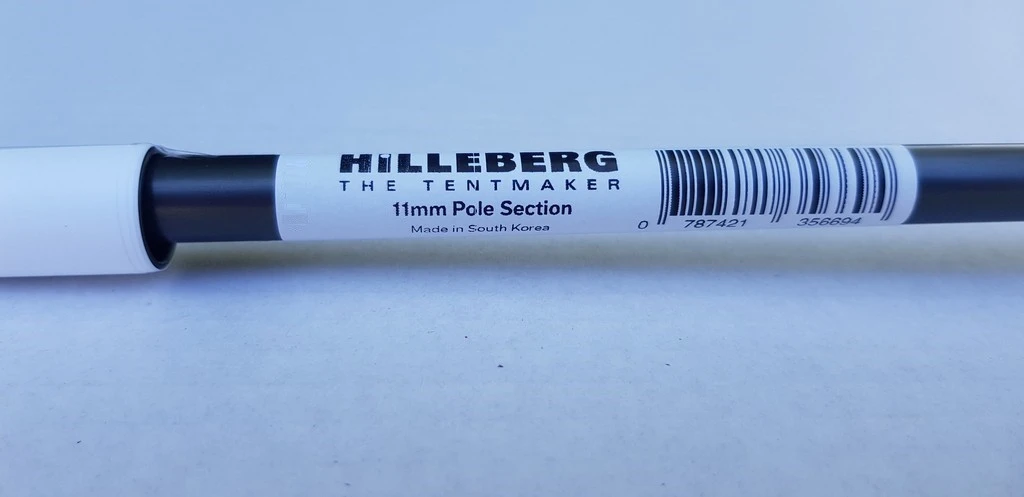 HILLEBERG
THE TENTMAKER
11mm Pole Section
Made in South Korea
0 787421 356694